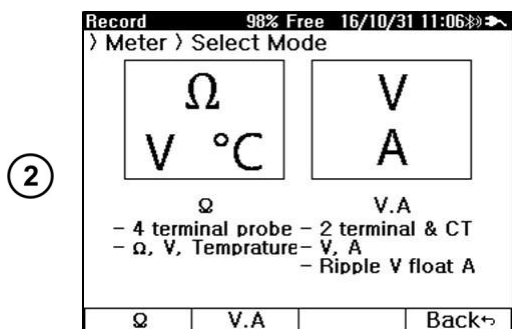 ②
Record 98% Free 16/10/31 11:06
〉Meter 〉Select Mode
Ω V
V °C A
Ω V.A
- 4 terminal probe - 2 terminal & CT
- Ω, V, Temprature - V, A
- Ripple V float A
Ω V.A Back↰